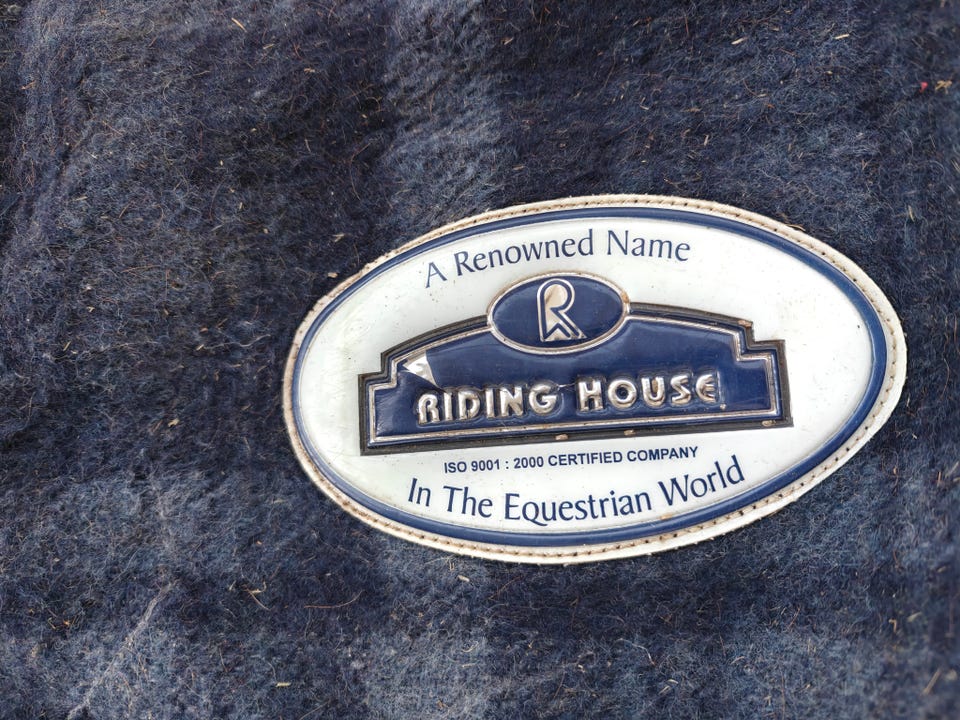 A Renowned Name
R
RIDING HOUSE
ISO 9001 : 2000 CERTIFIED COMPANY
In The Equestrian World